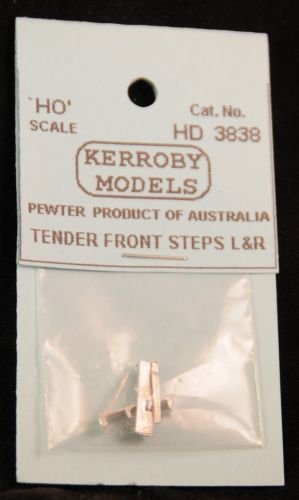 'HO'
SCALE
Cat. No.
HD 3838
KERROBY
MODELS
PEWTER PRODUCT OF AUSTRALIA
TENDER FRONT STEPS L&R